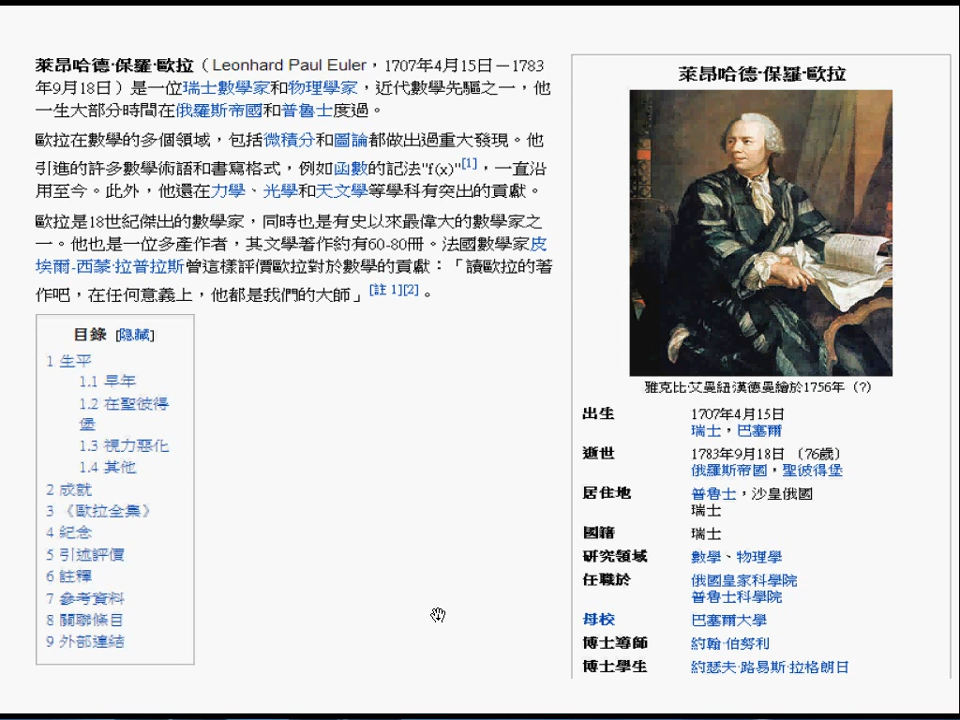 萊昂哈德·保羅·歐拉（Leonhard Paul Euler，1707年4月15日－1783
年9月18日）是一位瑞士數學家和物理學家，近代數學先驅之一，他
一生大部分時間在俄羅斯帝國和普魯士度過。
歐拉在數學的多個領域，包括微積分和圖論都做出過重大發現。他
引進的許多數學術語和書寫格式，例如函數的記法"f(x)"[1]，一直沿
用至今。此外，他還在力學、光學和天文學等學科有突出的貢獻。
歐拉是18世紀傑出的數學家，同時也是有史以來最偉大的數學家之
一。他也是一位多產作者，其文學著作約有60-80冊。法國數學家皮
埃爾-西蒙·拉普拉斯曾這樣評價歐拉對於數學的貢獻：「讀歐拉的著
作吧，在任何意義上，他都是我們的大師」[註 1][2]。
目錄 [隐藏]
1 生平
1.1 早年
1.2 在聖彼得
堡
1.3 視力惡化
1.4 其他
2 成就
3 《歐拉全集》
4 紀念
5 引述評價
6 註釋
7 參考資料
8 關聯條目
9 外部連結
萊昂哈德·保羅·歐拉
雅克比·艾曼紐·漢德曼繪於1756年（?）
出生 1707年4月15日
瑞士，巴塞爾
逝世 1783年9月18日 （76歲）
俄羅斯帝國，聖彼得堡
居住地 普魯士，沙皇俄國
瑞士
國籍 瑞士
研究領域 數學、物理學
任職於 俄國皇家科學院
普魯士科學院
母校 巴塞爾大學
博士導師 約翰·伯努利
博士學生 約瑟夫·路易斯·拉格朗日